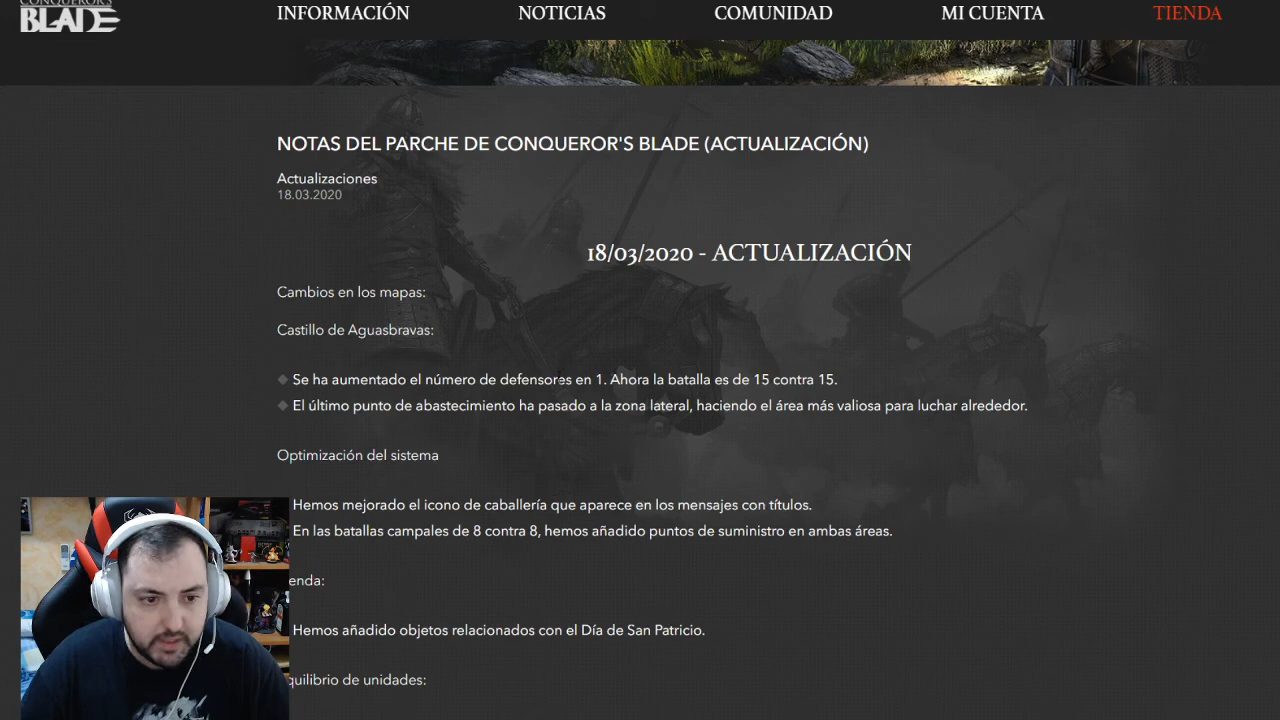 CONQUEROR'S
BLADE
INFORMACIÓN
NOTICIAS
COMUNIDAD
MI CUENTA
TIENDA
NOTAS DEL PARCHE DE CONQUEROR'S BLADE (ACTUALIZACIÓN)
Actualizaciones
18.03.2020
18/03/2020 - ACTUALIZACIÓN
Cambios en los mapas:
Castillo de Aguasbravas:
Se ha aumentado el número de defensores en 1. Ahora la batalla es de 15 contra 15.
El último punto de abastecimiento ha pasado a la zona lateral, haciendo el área más valiosa para luchar alrededor.
Optimización del sistema
Hemos mejorado el icono de caballería que aparece en los mensajes con títulos.
En las batallas campales de 8 contra 8, hemos añadido puntos de suministro en ambas áreas.
enda:
Hemos añadido objetos relacionados con el Día de San Patricio.
quilibrio de unidades: